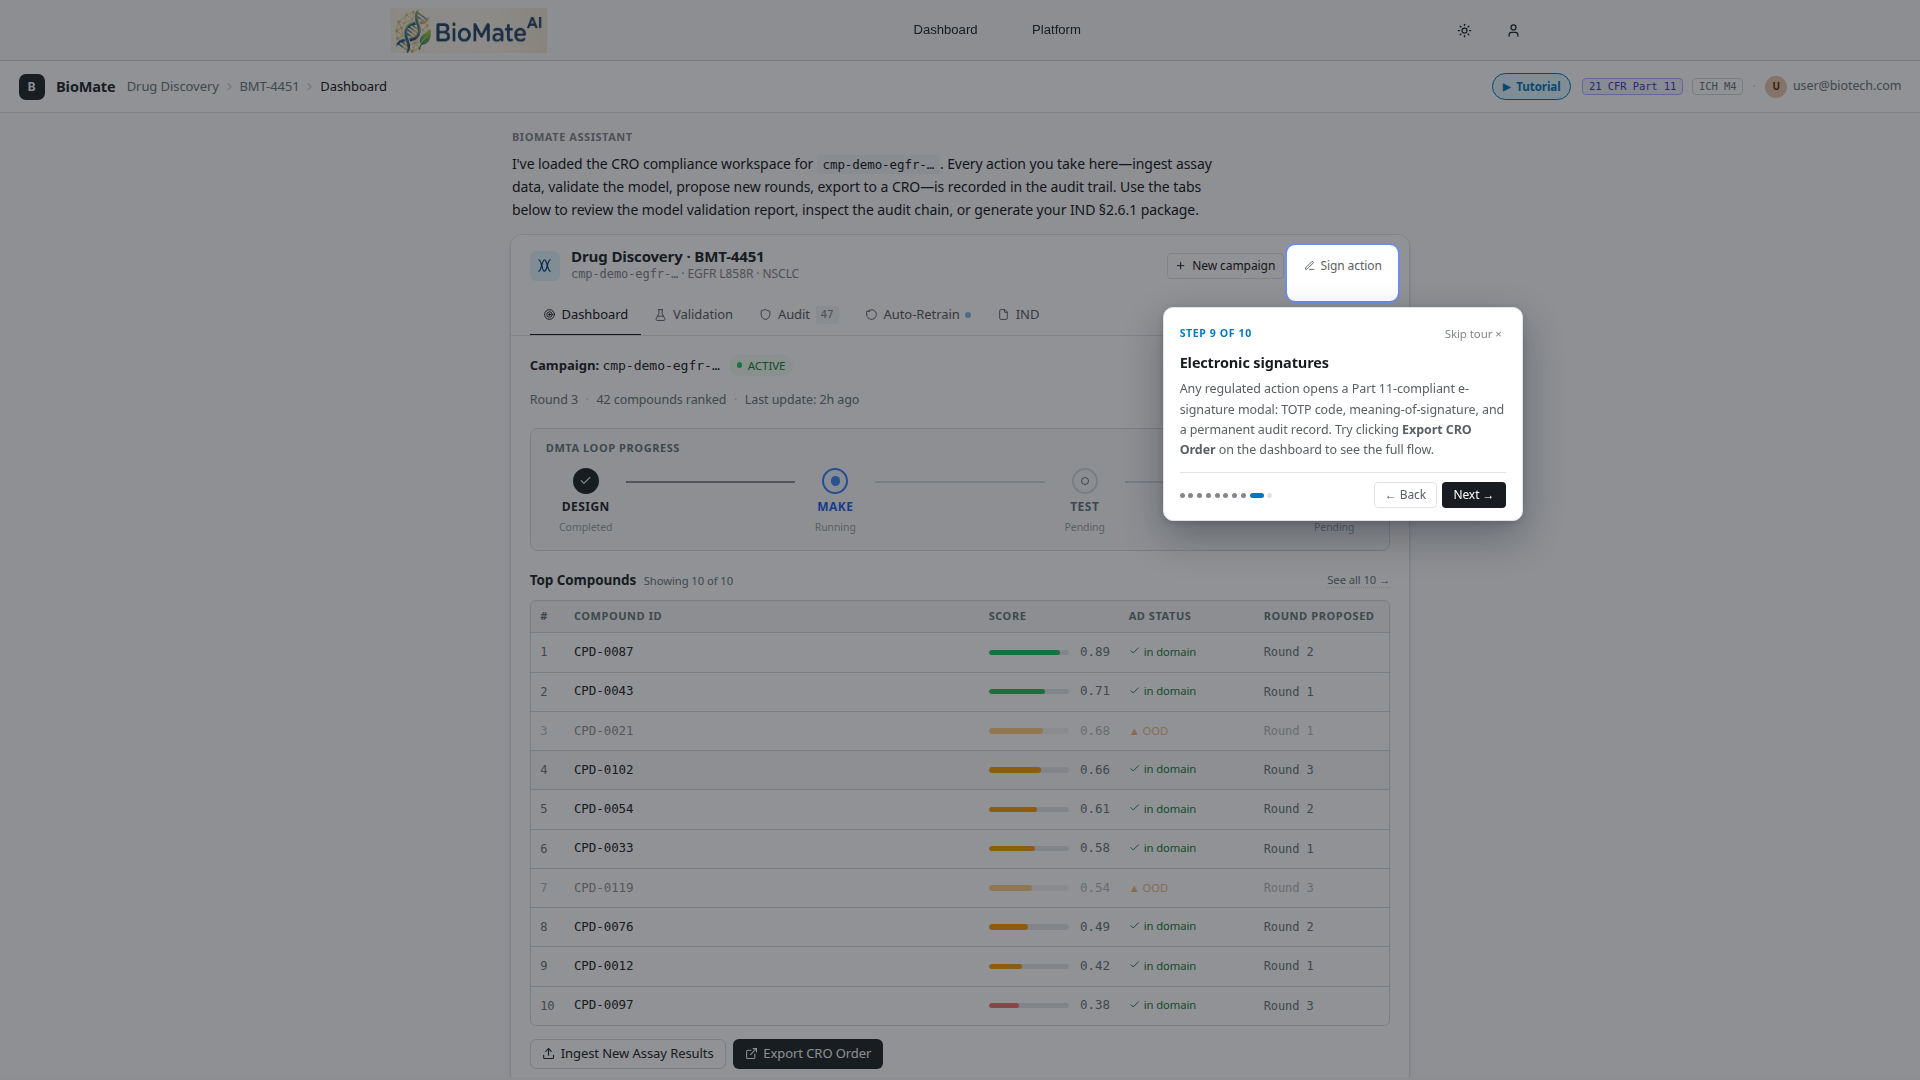 BioMate AI
Dashboard
Platform
B
BioMate
Drug Discovery
BMT-4451
Dashboard
▶ Tutorial
21 CFR Part 11
ICH M4
U
user@biotech.com
BIOMATE ASSISTANT
I've loaded the CRO compliance workspace for cmp-demo-egfr-… . Every action you take here—ingest assay
data, validate the model, propose new rounds, export to a CRO—is recorded in the audit trail. Use the tabs
below to review the model validation report, inspect the audit chain, or generate your IND §2.6.1 package.
Drug Discovery · BMT-4451
cmp-demo-egfr-… · EGFR L858R · NSCLC
+ New campaign
Sign action
Dashboard
Validation
Audit 47
Auto-Retrain
IND
STEP 9 OF 10
Skip tour ×
Electronic signatures
Any regulated action opens a Part 11-compliant e-
signature modal: TOTP code, meaning-of-signature, and
a permanent audit record. Try clicking Export CRO
Order on the dashboard to see the full flow.
← Back
Next →
Campaign: cmp-demo-egfr-…
ACTIVE
Round 3 · 42 compounds ranked · Last update: 2h ago
DMTA LOOP PROGRESS
DESIGN
Completed
MAKE
Running
TEST
Pending
Pending
Top Compounds
Showing 10 of 10
See all 10 →
# COMPOUND ID SCORE AD STATUS ROUND PROPOSED
1 CPD-0087 0.89 in domain Round 2
2 CPD-0043 0.71 in domain Round 1
3 CPD-0021 0.68 ▲ OOD Round 1
4 CPD-0102 0.66 in domain Round 3
5 CPD-0054 0.61 in domain Round 2
6 CPD-0033 0.58 in domain Round 1
7 CPD-0119 0.54 ▲ OOD Round 3
8 CPD-0076 0.49 in domain Round 2
9 CPD-0012 0.42 in domain Round 1
10 CPD-0097 0.38 in domain Round 3
Ingest New Assay Results
Export CRO Order